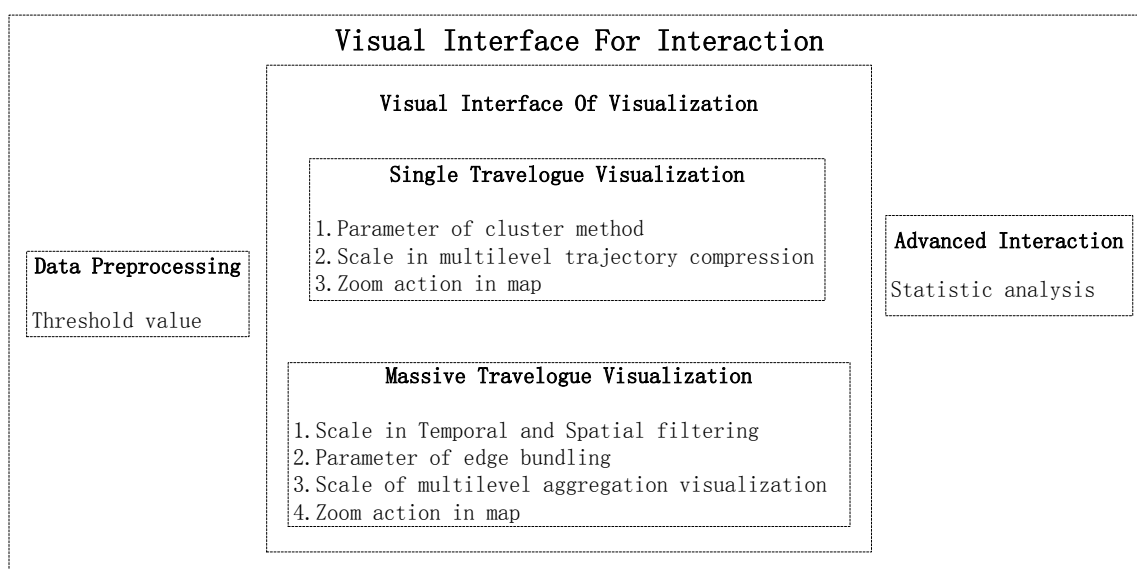 Visual Interface For Interaction
Visual Interface Of Visualization
Single Travelogue Visualization
1.Parameter of cluster method
2.Scale in multilevel trajectory compression
3.Zoom action in map
Data Preprocessing
Threshold value
Advanced Interaction
Statistic analysis
Massive Travelogue Visualization
1.Scale in Temporal and Spatial filtering
2.Parameter of edge bundling
3.Scale of multilevel aggregation visualization
4.Zoom action in map